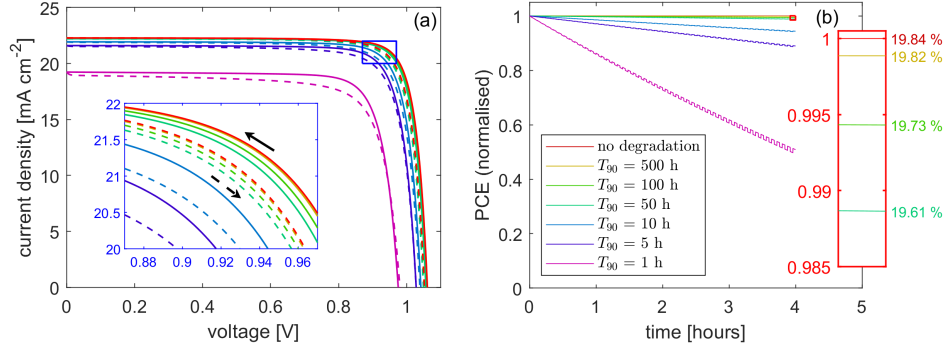 (a)
current density [mA cm-2]
25
20
15
10
5
0
22
21.5
21
20.5
20
0.88 0.9 0.92 0.94 0.96
0 0.2 0.4 0.6 0.8 1
voltage [V]
(b)
PCE (normalised]
1
0.8
0.6
0.4
0.2
0
no degradation
T90 = 500 h
T90 = 100 h
T90 = 50 h
T90 = 10 h
T90 = 5 h
T90 = 1 h
0 1 2 3 4 5
time [hours]
1
0.995
0.99
0.985
19.84 %
19.82 %
19.73 %
19.61 %